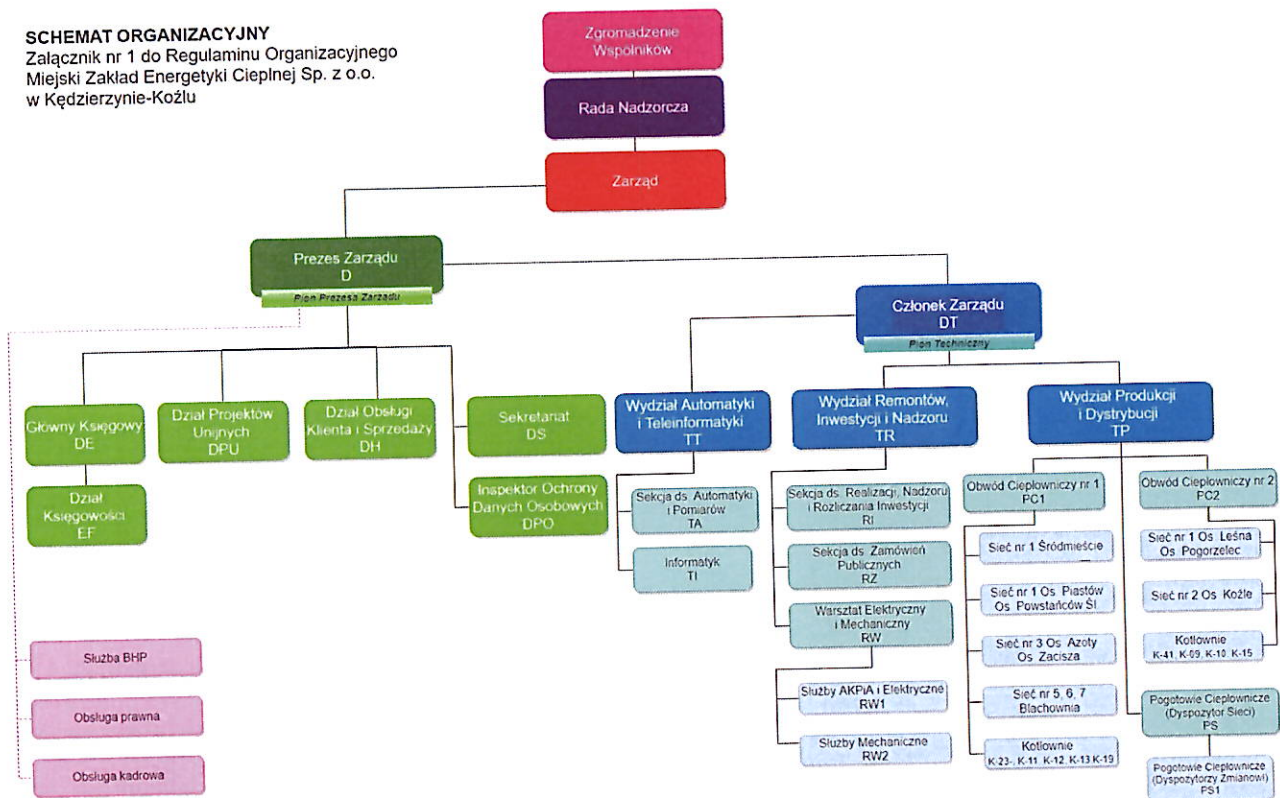 SCHEMAT ORGANIZACYJNY
Załącznik nr 1 do Regulaminu Organizacyjnego
Miejski Zakład Energetyki Cieplnej Sp. z o.o.
w Kędzierzynie-Koźlu
Zgromadzenie
Wspólników
Rada Nadzorcza
Zarząd
Prezes Zarządu
D
Pion Prezesa Zarządu
Członek Zarządu
DT
Pion Techniczny
Główny Księgowy
DE
Dział Projektów
Unijnych
DPU
Dział Obsługi
Klienta i Sprzedaży
DH
Sekretariat
DS
Wydział Automatyki
i Teleinformatyki
TT
Wydział Remontów,
Inwestycji i Nadzoru
TR
Wydział Produkcji
i Dystrybucji
TP
Dział
Księgowości
EF
Inspektor Ochrony
Danych Osobowych
DPO
Sekcja ds. Automatyki
i Pomiarów
TA
Informatyk
TI
Sekcja ds. Realizacji, Nadzoru
i Rozliczania Inwestycji
RI
Sekcja ds. Zamówień
Publicznych
RZ
Warsztat Elektryczny
i Mechaniczny
RW
Służby AKPiA i Elektryczne
RW1
Służby Mechaniczne
RW2
Obwód Ciepłowniczy nr 1
PC1
Sieć nr 1 Śródmieście
Sieć nr 1 Os. Piastów
Os. Powstańców Śl.
Sieć nr 3 Os. Azoty
Os. Zacisza
Sieć nr 5, 6, 7
Blachownia
Kotłownie
K-23-, K-11, K-12, K-13 K-19
Obwód Ciepłowniczy nr 2
PC2
Sieć nr 1 Os. Leśna
Os. Pogorzelec
Sieć nr 2 Os. Koźle
Kotłownie
K-41, K-09, K-10, K-15
Pogotowie Ciepłownicze
(Dyspozytor Sieci)
PS
Pogotowie Ciepłownicze
(Dyspozytorzy Zmianowi)
PS1
Służba BHP
Obsługa prawna
Obsługa kadrowa